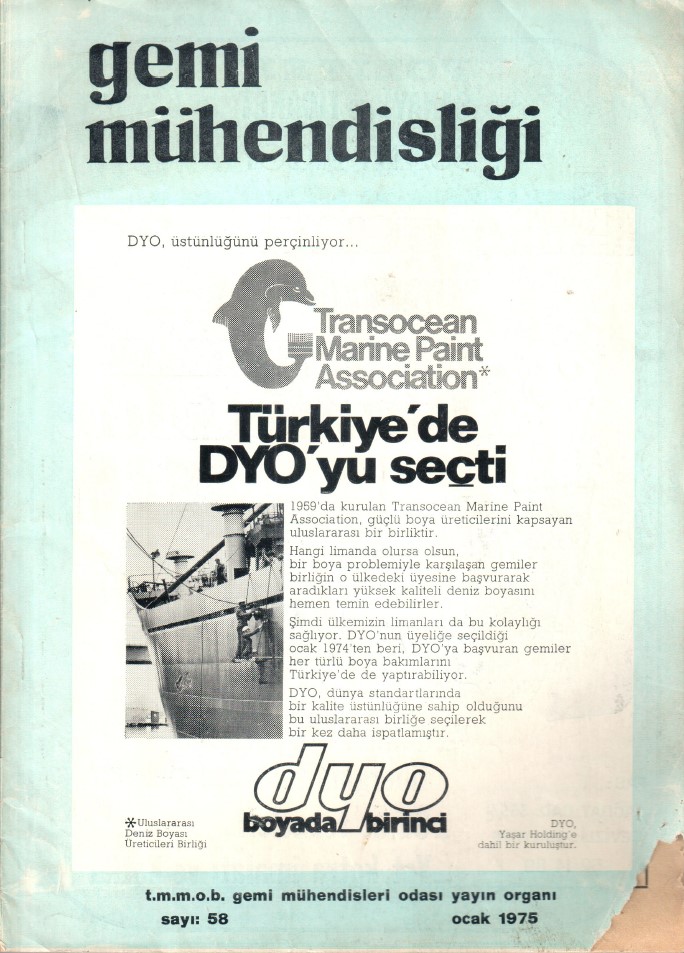 gemi
mühendisliği
DYO, üstünlüğünü perçinliyor...
Transocean
Marine Paint
Association*
Türkiye'de
DYO'yu seçti
1959'da kurulan Transocean Marine Paint
Association, güçlü boya üreticilerini kapsayan
uluslararası bir birliktir.
Hangi limanda olursa olsun,
bir boya problemiyle karşılaşan gemiler
birliğin o ülkedeki üyesine başvurarak
aradıkları yüksek kaliteli deniz boyasını
hemen temin edebilirler.
Şimdi ülkemizin limanları da bu kolaylığı
sağlıyor. DYO'nun üyeliğe seçildiği
ocak 1974'ten beri, DYO'ya başvuran gemiler
her türlü boya bakımlarını
Türkiye'de de yaptırabiliyor.
DYO, dünya standartlarında
bir kalite üstünlüğüne sahip olduğunu
bu uluslararası birliğe seçilerek
bir kez daha ispatlamıştır.
dyo
boyada birinci
*Uluslararası
Deniz Boyası
Üreticileri Birliği
DYO,
Yaşar Holding'e
dahil bir kuruluştur.
t.m.m.o.b. gemi mühendisleri odası yayın organı
sayı: 58 ocak 1975